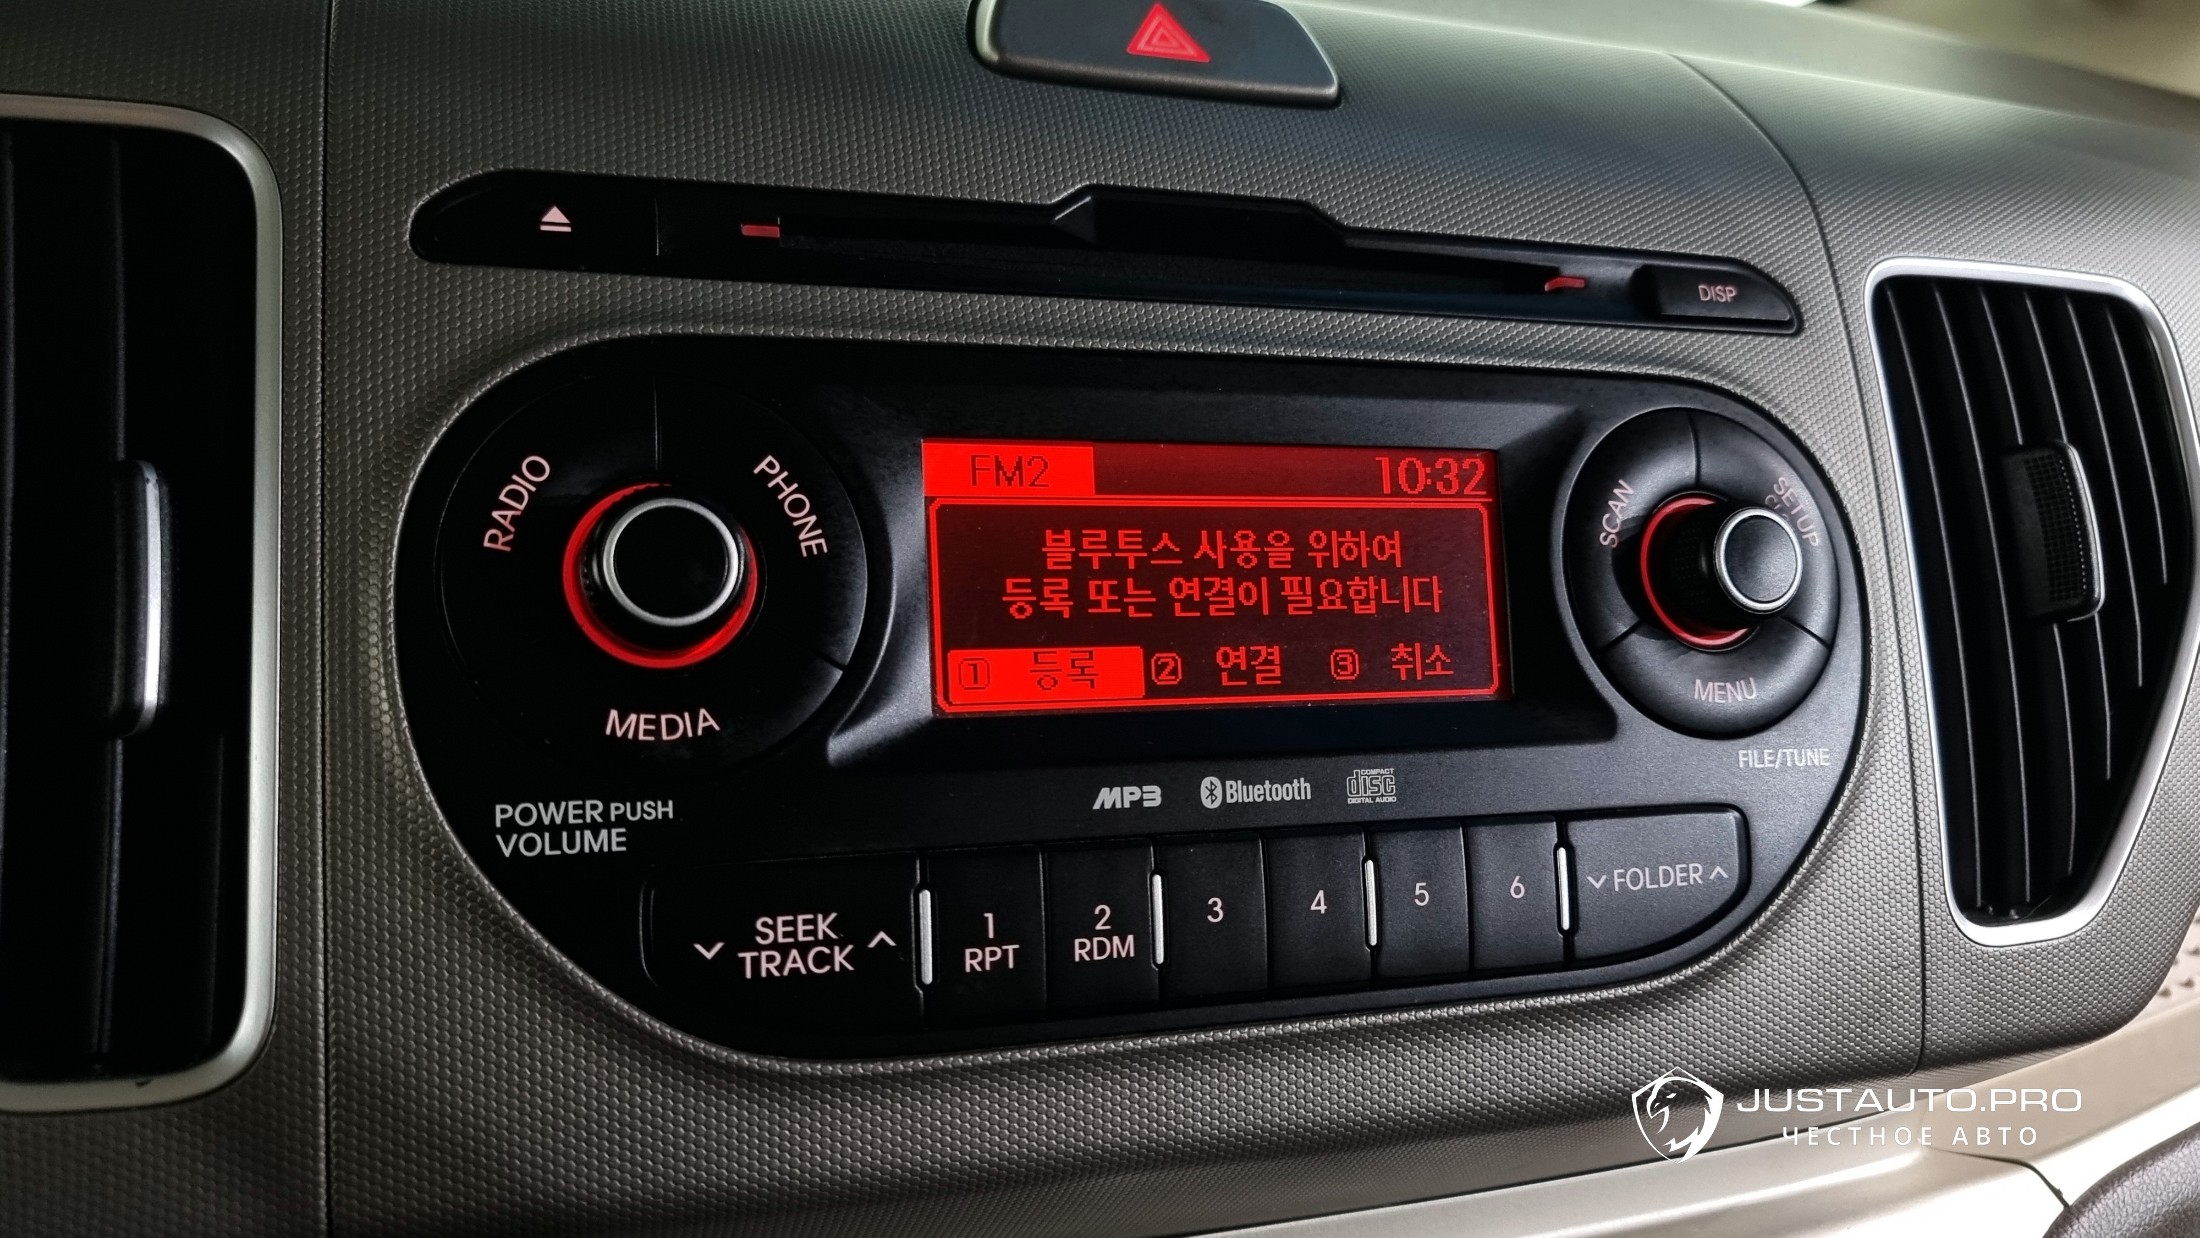 DISP
RADIO
PHONE
MEDIA
POWER PUSH
VOLUME
FM2 10:32
블루투스 사용을 위하여
등록 또는 연결이 필요합니다
① 등록 ② 연결 ③ 취소
SCAN
SETUP
MENU
FILE/TUNE
MP3 Bluetooth COMPACT
disc
DIGITAL AUDIO
SEEK
TRACK
1
RPT
2
RDM
3
4
5
6
FOLDER
JUSTAUTO.PRO
ЧЕСТНОЕ АВТО